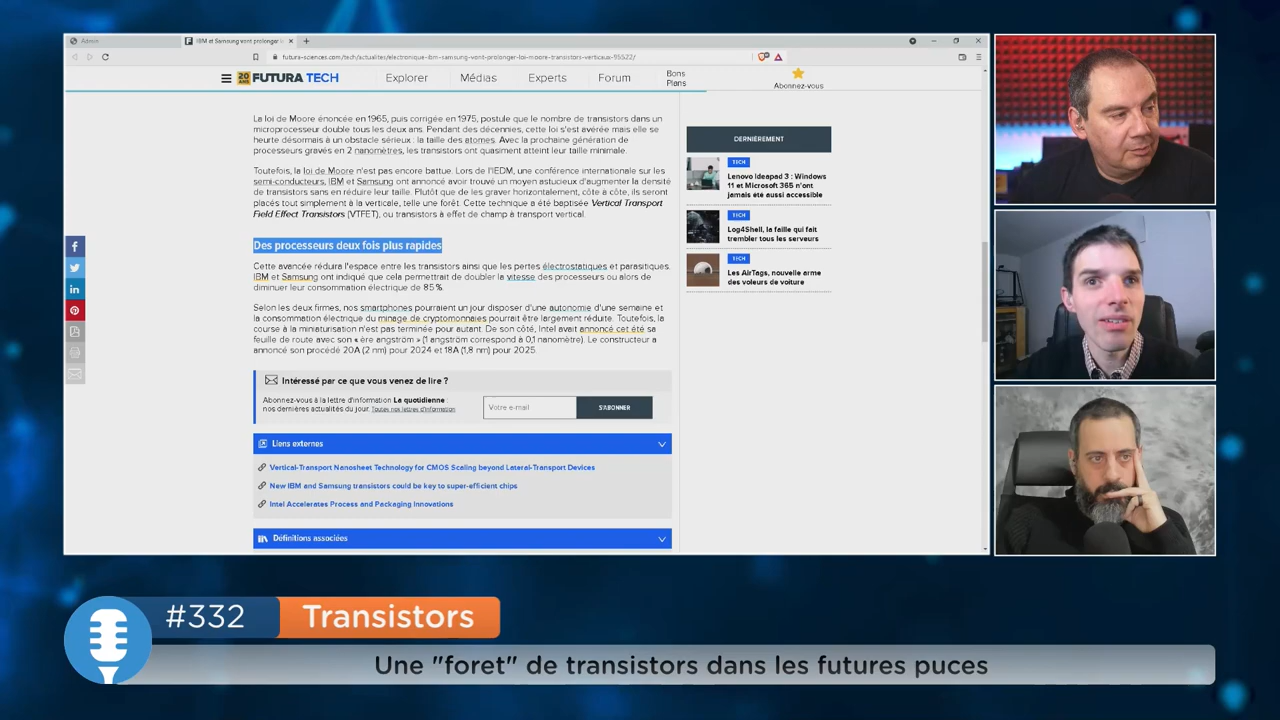 Admin
IBM et Samsung vont prolonger l
futura-sciences.com/tech/actualites/electronique-ibm-samsung-vont-prolonger-loi-moore-transistors-verticaux-95522/
20 ANS
FUTURA TECH
Explorer
Médias
Experts
Forum
Bons
Plans
Abonnez-vous
La loi de Moore énoncée en 1965, puis corrigée en 1975, postule que le nombre de transistors dans un
microprocesseur double tous les deux ans. Pendant des décennies, cette loi s'est avérée mais elle se
heurte désormais à un obstacle sérieux : la taille des atomes. Avec la prochaine génération de
processeurs gravés en 2 nanomètres, les transistors ont quasiment atteint leur taille minimale.
Toutefois, la loi de Moore n'est pas encore battue. Lors de l'IEDM, une conférence internationale sur les
semi-conducteurs, IBM et Samsung ont annoncé avoir trouvé un moyen astucieux d'augmenter la densité
de transistors sans en réduire leur taille. Plutôt que de les graver horizontalement, côte à côte, ils seront
placés tout simplement à la verticale, telle une forêt. Cette technique a été baptisée Vertical Transport
Field Effect Transistors (VTFET), ou transistors à effet de champ à transport vertical.
Des processeurs deux fois plus rapides
Cette avancée réduira l'espace entre les transistors ainsi que les pertes électrostatiques et parasitiques.
IBM et Samsung ont indiqué que cela permettrait de doubler la vitesse des processeurs ou alors de
diminuer leur consommation électrique de 85 %.
Selon les deux firmes, nos smartphones pourraient un jour disposer d'une autonomie d'une semaine et
la consommation électrique du minage de cryptomonnaies pourrait être largement réduite. Toutefois, la
course à la miniaturisation n'est pas terminée pour autant. De son côté, Intel avait annoncé cet été sa
feuille de route avec son « ère angström » (1 angström correspond à 0,1 nanomètre). Le constructeur a
annoncé son procédé 20A (2 nm) pour 2024 et 18A (1,8 nm) pour 2025.
Intéressé par ce que vous venez de lire ?
Abonnez-vous à la lettre d'information La quotidienne :
nos dernières actualités du jour. Toutes nos lettres d'information
Votre e-mail
S'ABONNER
Liens externes
Vertical-Transport Nanosheet Technology for CMOS Scaling beyond Lateral-Transport Devices
New IBM and Samsung transistors could be key to super-efficient chips
Intel Accelerates Process and Packaging Innovations
Définitions associées
DERNIÈREMENT
TECH
Lenovo Ideapad 3 : Windows
11 et Microsoft 365 n'ont
jamais été aussi accessible
TECH
Log4Shell, la faille qui fait
trembler tous les serveurs
TECH
Les AirTags, nouvelle arme
des voleurs de voiture
#332
Transistors
Une "foret" de transistors dans les futures puces